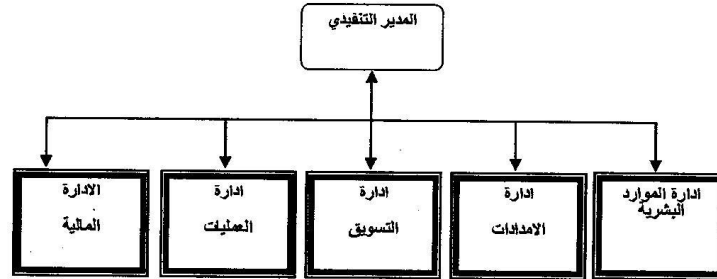 المدير التنفيذي
ادارة الموارد
البشرية
ادارة
الامدادات
ادارة
التسويق
ادارة
العمليات
الادارة
المالية